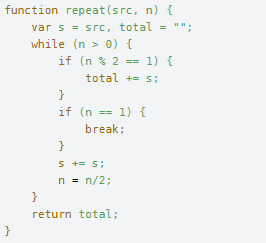 function repeat(src, n) {
    var s = src, total = "";
    while (n > 0) {
        if (n % 2 == 1) {
            total += s;
        }
        if (n == 1) {
            break;
        }
        s += s;
        n = n/2;
    }
    return total;
}